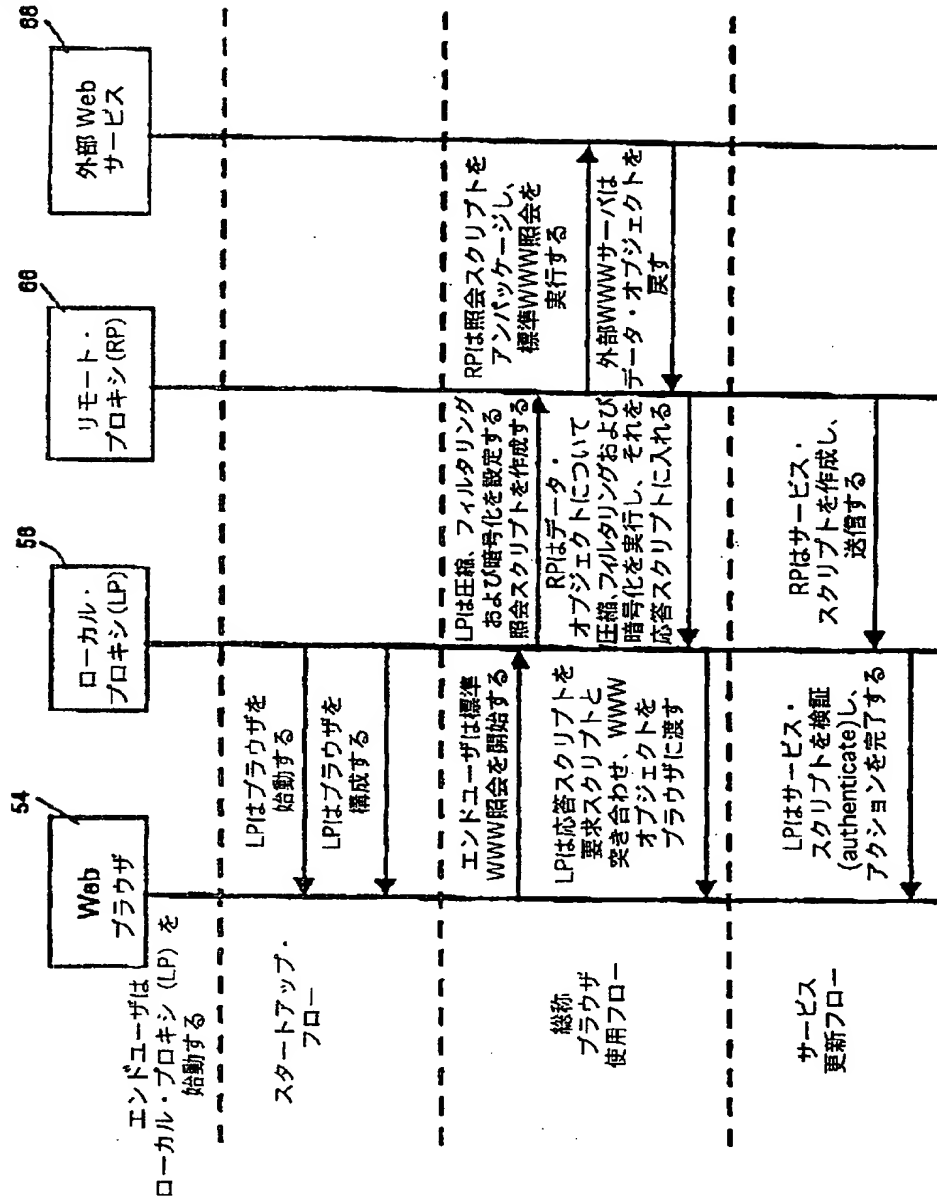 54
Web
ブラウザ
58
ローカル・
プロキシ(LP)
66
リモート・
プロキシ(RP)
68
外部 Web
サービス
エンドユーザは
ローカル・プロキシ (LP) を
始動する
スタートアップ・
フロー
LPはブラウザを
始動する
LPはブラウザを
構成する
総称
ブラウザ
使用フロー
エンドユーザは標準
WWW照会を開始する
LPは圧縮、フィルタリング
および暗号化を設定する
照会スクリプトを作成する
RPは照会スクリプトを
アンパッケージし、
標準WWW照会を
実行する
外部WWWサーバは
データ・オブジェクトを
戻す
RPはデータ・
オブジェクトについて
圧縮、フィルタリングおよび
暗号化を実行し、それを
応答スクリプトに入れる
LPは応答スクリプトを
要求スクリプトと
突き合わせ、WWW
オブジェクトを
ブラウザに渡す
サービス
更新フロー
RPはサービス・
スクリプトを作成し、
送信する
LPはサービス・
スクリプトを検証
(authenticate)し、
アクションを完了する